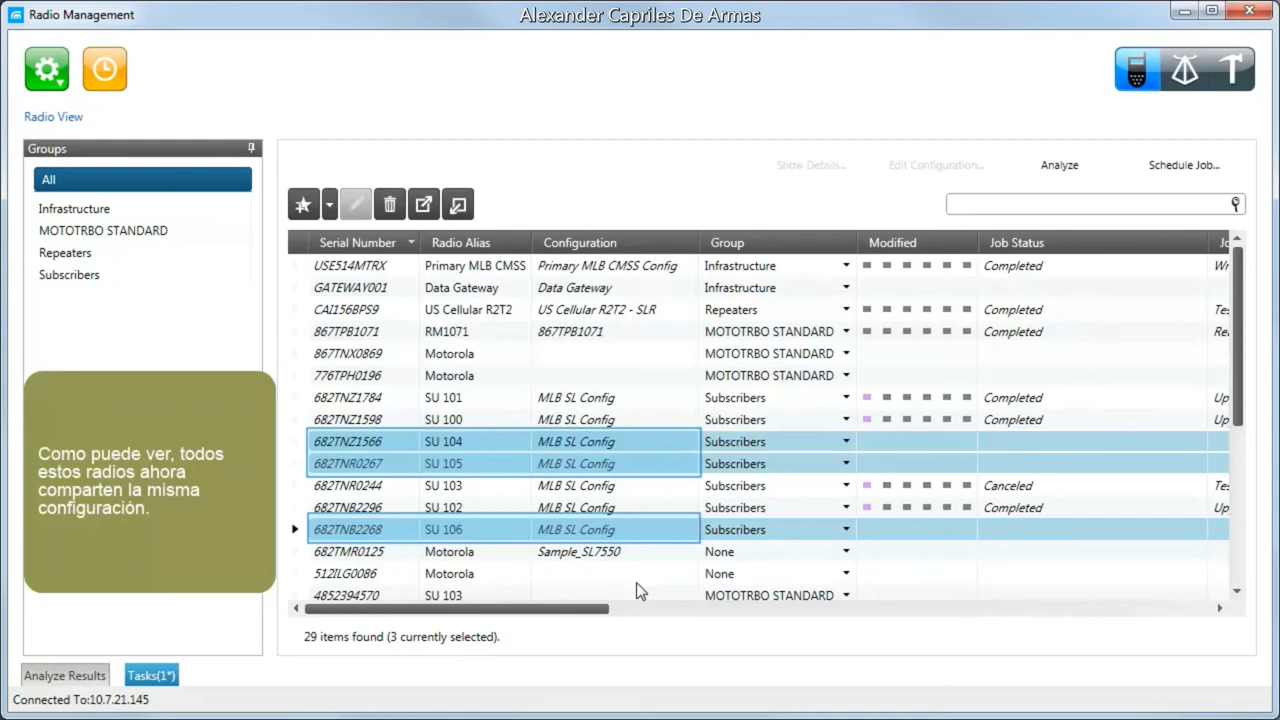 Radio Management
Alexander Capriles De Armas
Radio View
Groups
All
Infrastructure
MOTOTRBO STANDARD
Repeaters
Subscribers
Como puede ver, todos
estos radios ahora
comparten la misma
configuración.
Show Details... Edit Configuration... Analyze Schedule Job...
Serial Number Radio Alias Configuration Group Modified Job Status
USE514MTRX Primary MLB CMSS Primary MLB CMSS Config Infrastructure Completed
GATEWAY001 Data Gateway Data Gateway Infrastructure
CAI156BPS9 US Cellular R2T2 US Cellular R2T2 - SLR Repeaters Completed
867TPB1071 RM1071 867TPB1071 MOTOTRBO STANDARD Completed
867TNX0869 Motorola MOTOTRBO STANDARD
776TPH0196 Motorola MOTOTRBO STANDARD
682TNZ1784 SU 101 MLB SL Config Subscribers Completed Up
682TNZ1598 SU 100 MLB SL Config Subscribers Completed Up
682TNZ1566 SU 104 MLB SL Config Subscribers
682TNR0267 SU 105 MLB SL Config Subscribers
682TNR0244 SU 103 MLB SL Config Subscribers Canceled
682TNB2296 SU 102 MLB SL Config Subscribers Completed Up
682TNB2268 SU 106 MLB SL Config Subscribers
682TMR0125 Motorola Sample_SL7550 None
512ILG0086 Motorola None
4852394570 SU 103 MOTOTRBO STANDARD
29 items found (3 currently selected).
Analyze Results Tasks(1*)
Connected To:10.7.21.145